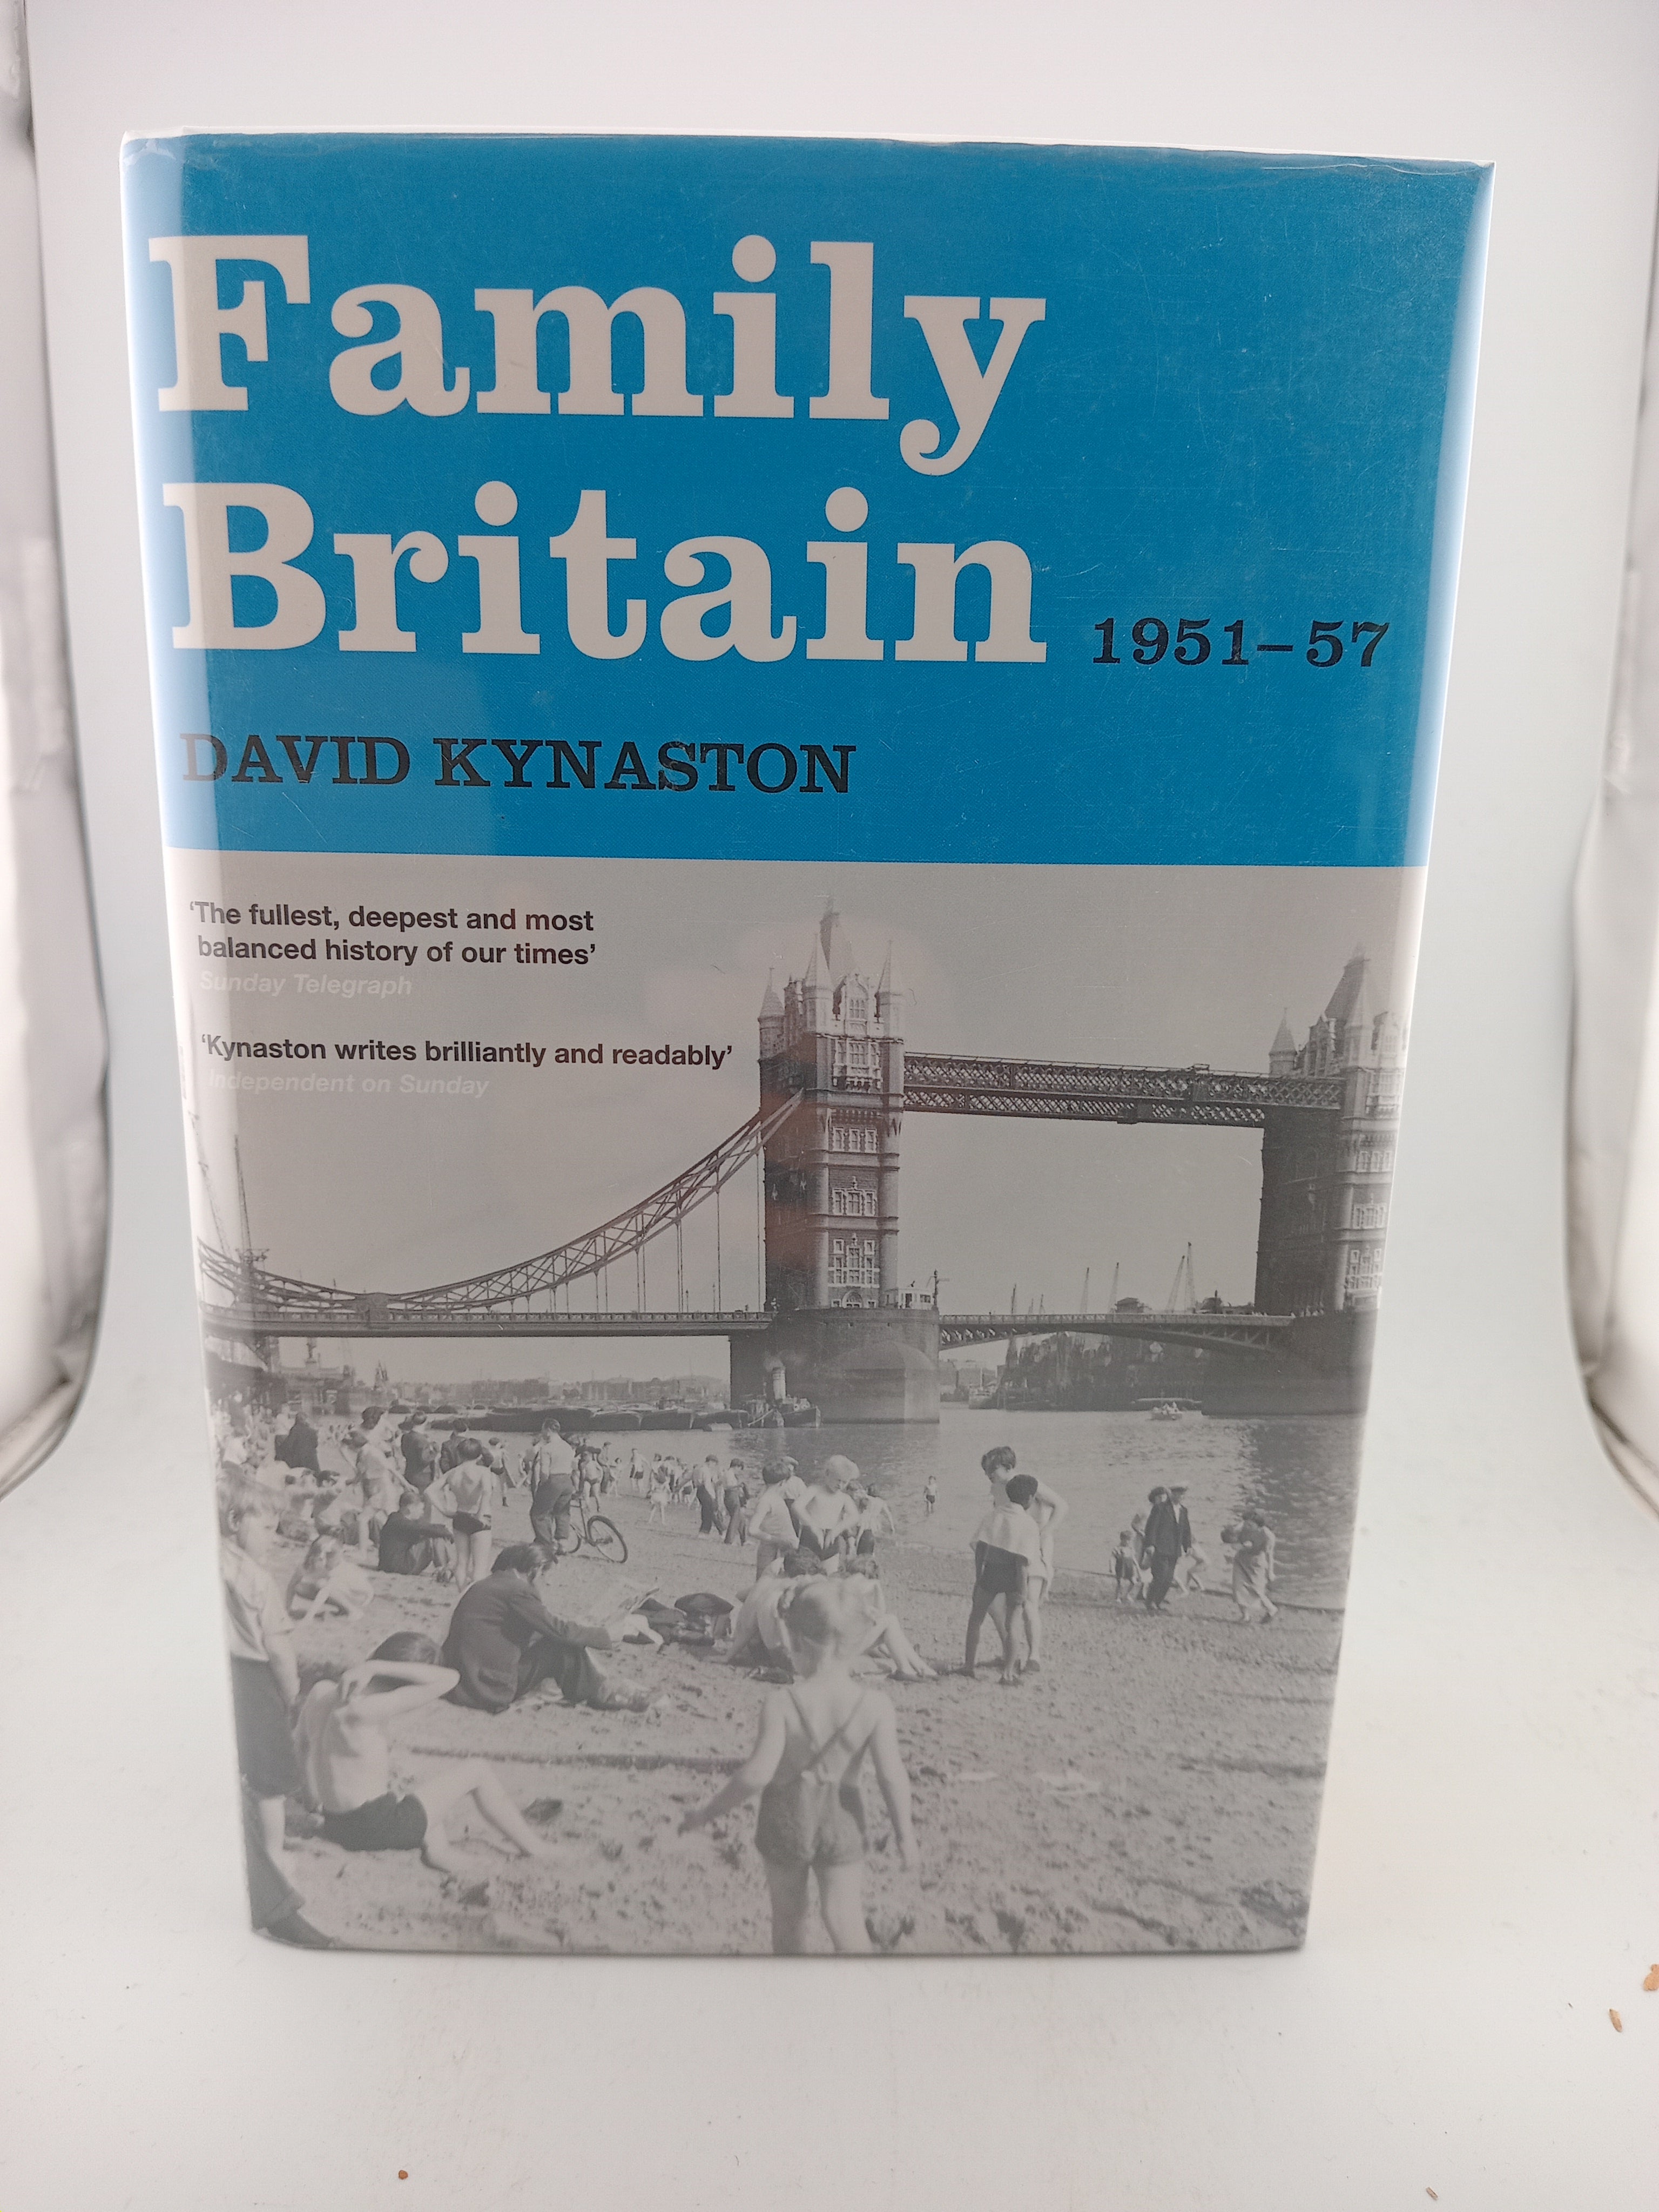 Family
Britain 1951–57
DAVID KYNASTON
‘The fullest, deepest and most
balanced history of our times’
Sunday Telegraph
‘Kynaston writes brilliantly and readably’
Independent on Sunday